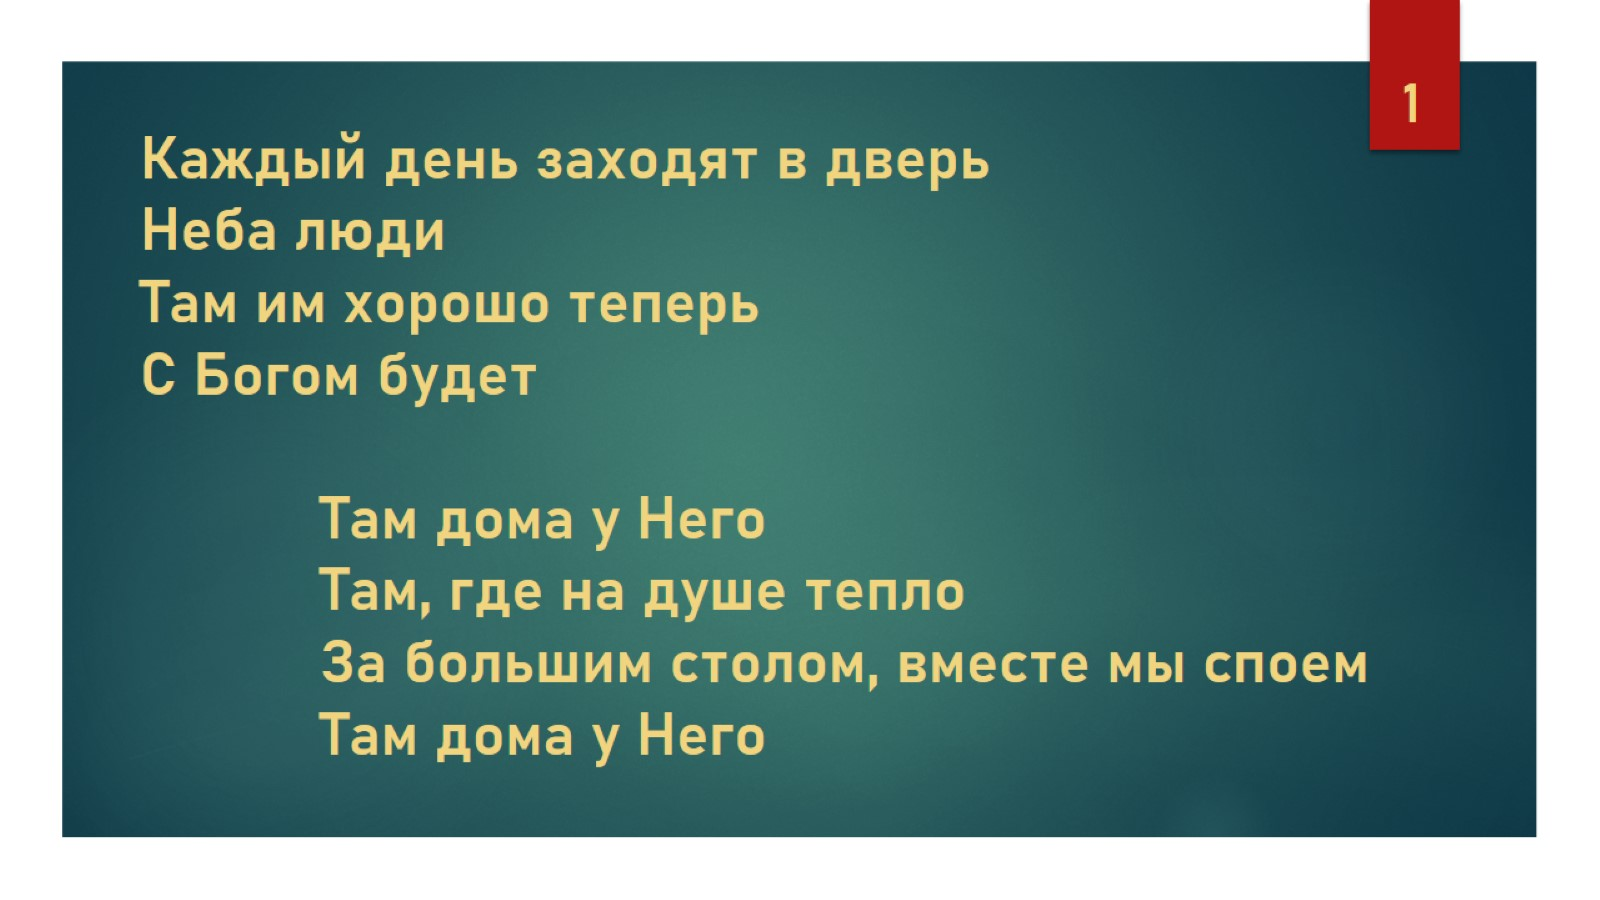 1
Каждый день заходят в дверь
Неба люди
Там им хорошо теперь
С Богом будет
Там дома у Него
Там, где на душе тепло
За большим столом, вместе мы споем
Там дома у Него